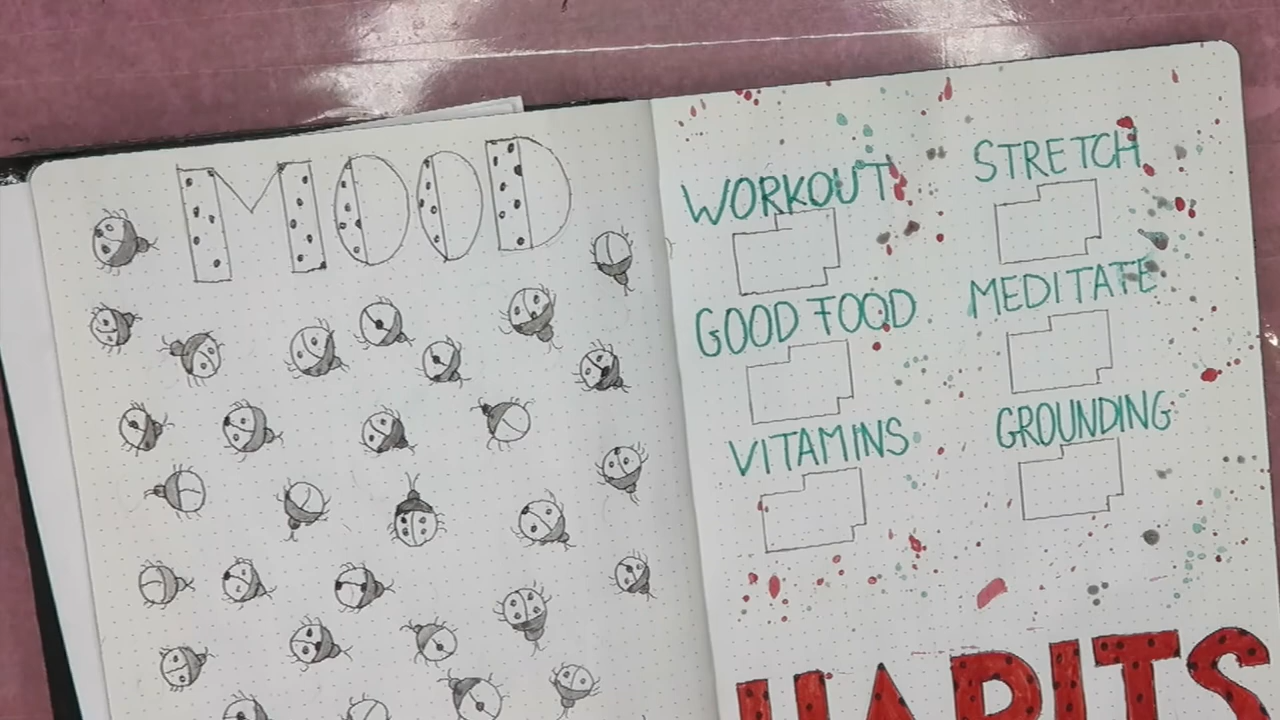 MOOD
WORKOUT
STRETCH
GOOD FOOD
MEDITATE
VITAMINS
GROUNDING
HABITS